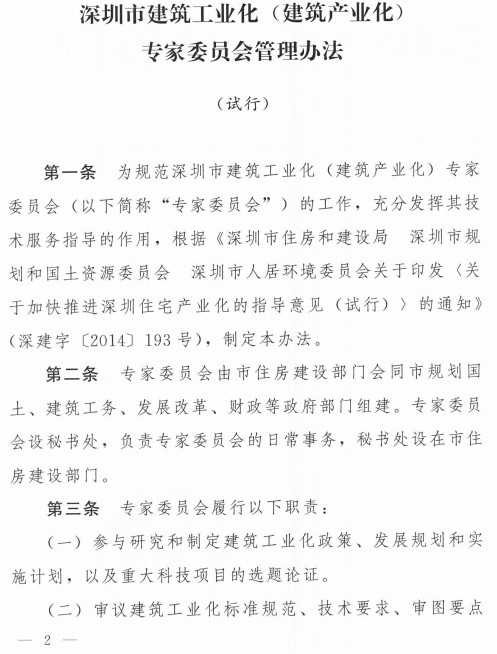 深圳市建筑工业化（建筑产业化）
专家委员会管理办法
（试行）
第一条　为规范深圳市建筑工业化（建筑产业化）专家
委员会（以下简称“专家委员会”）的工作，充分发挥其技
术服务指导的作用，根据《深圳市住房和建设局　深圳市规
划和国土资源委员会　深圳市人居环境委员会关于印发〈关
于加快推进深圳住宅产业化的指导意见（试行）〉的通知》
（深建字〔2014〕193 号），制定本办法。
第二条　专家委员会由市住房建设部门会同市规划国
土、建筑工务、发展改革、财政等政府部门组建。专家委员
会设秘书处，负责专家委员会的日常事务，秘书处设在市住
房建设部门。
第三条　专家委员会履行以下职责：
（一）参与研究和制定建筑工业化政策、发展规划和实
施计划，以及重大科技项目的选题论证。
（二）审议建筑工业化标准规范、技术要求、审图要点
— 2 —